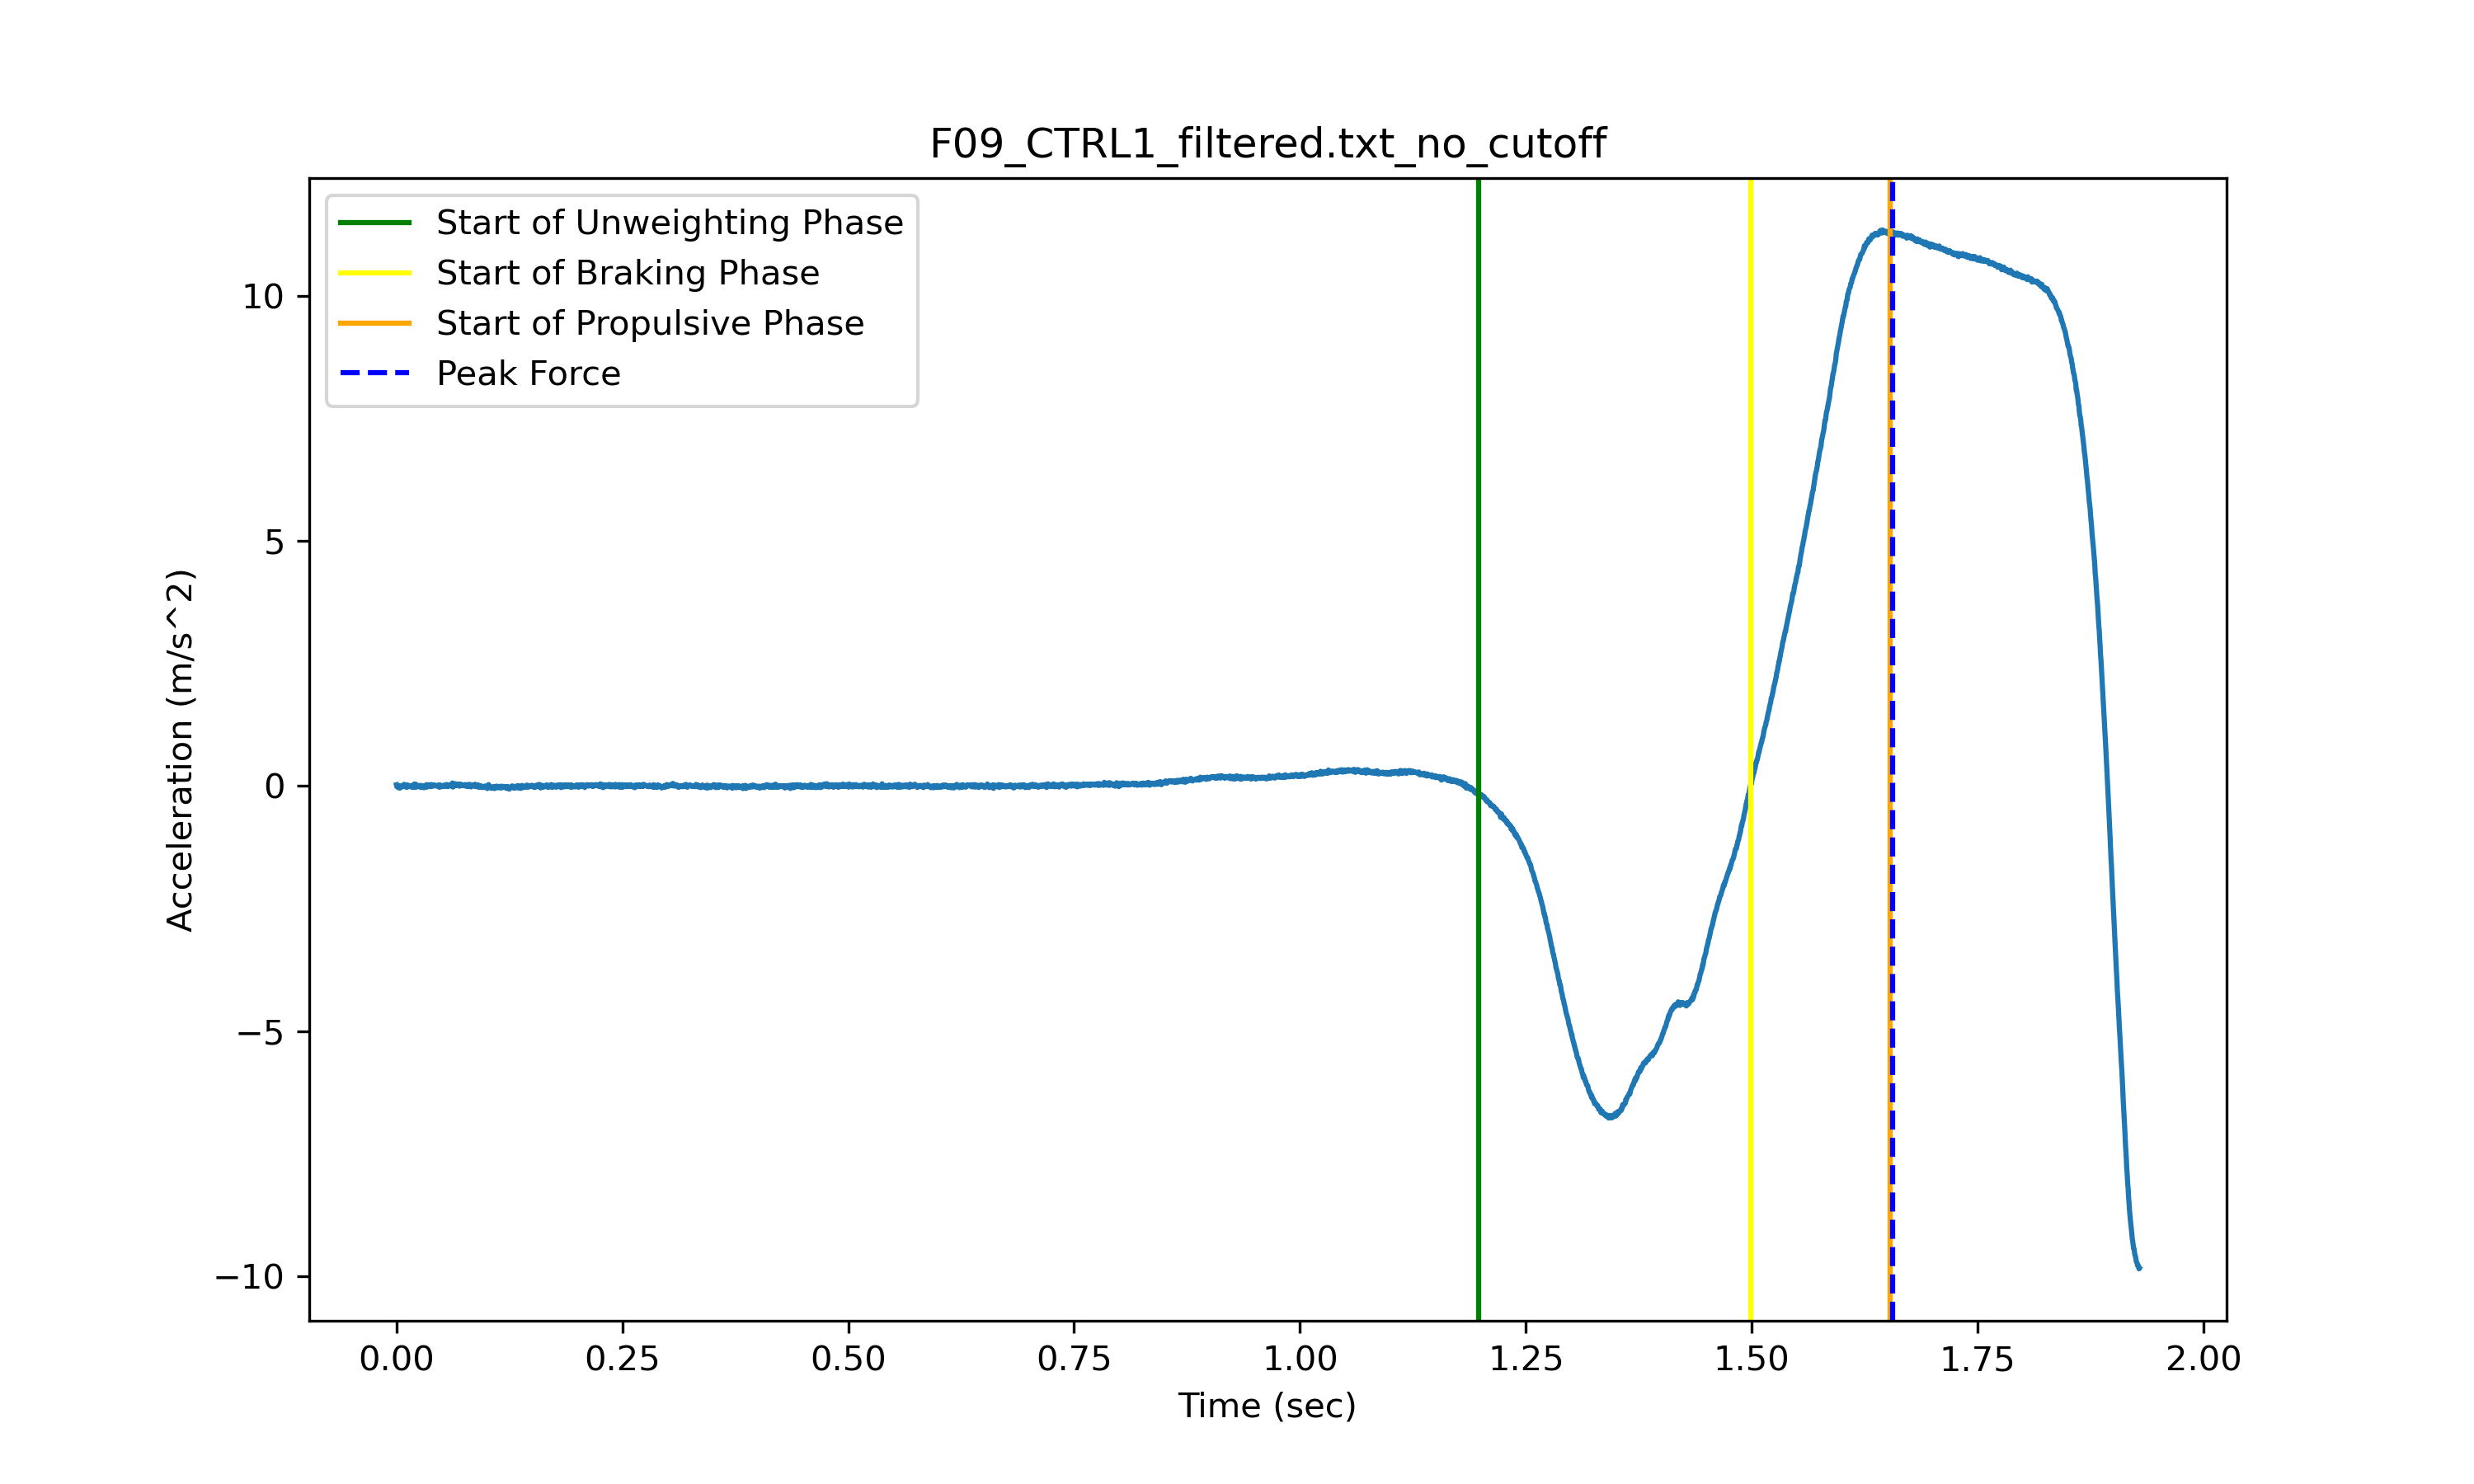 F09_CTRL1_filtered.txt_no_cutoff
Start of Unweighting Phase
Start of Braking Phase
Start of Propulsive Phase
Peak Force
Acceleration (m/s^2)
10
5
0
−5
−10
0.00 0.25 0.50 0.75 1.00 1.25 1.50 1.75 2.00
Time (sec)